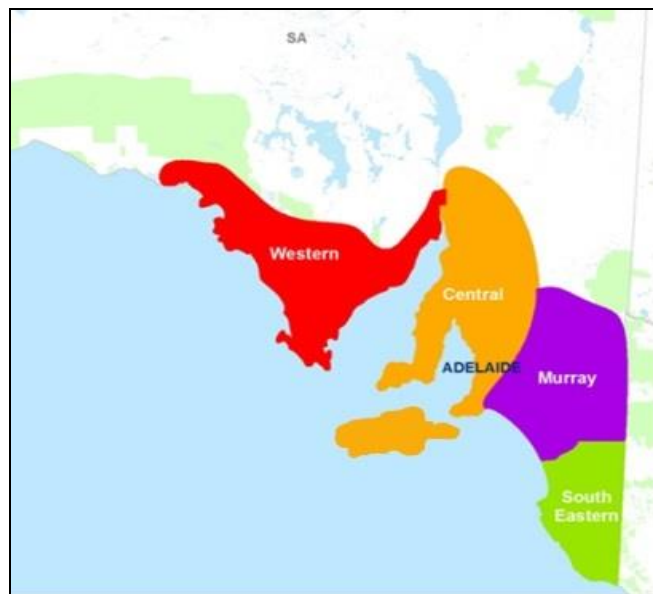 SA
Western
Central
ADELAIDE
Murray
South
Eastern